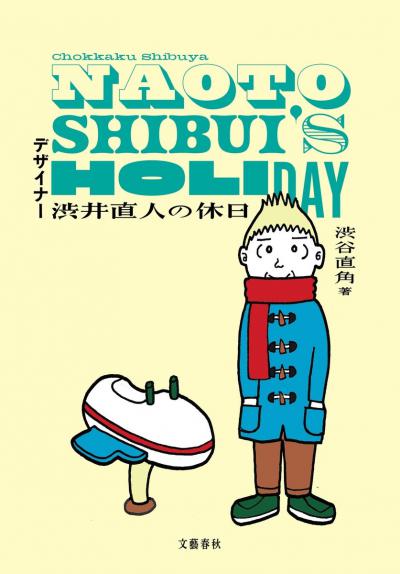 Chokkaku Shibuya
NAOTO
SHIBUI'S
HOLIDAY
デザイナー
渋井直人の休日
渋谷直角 著
文藝春秋